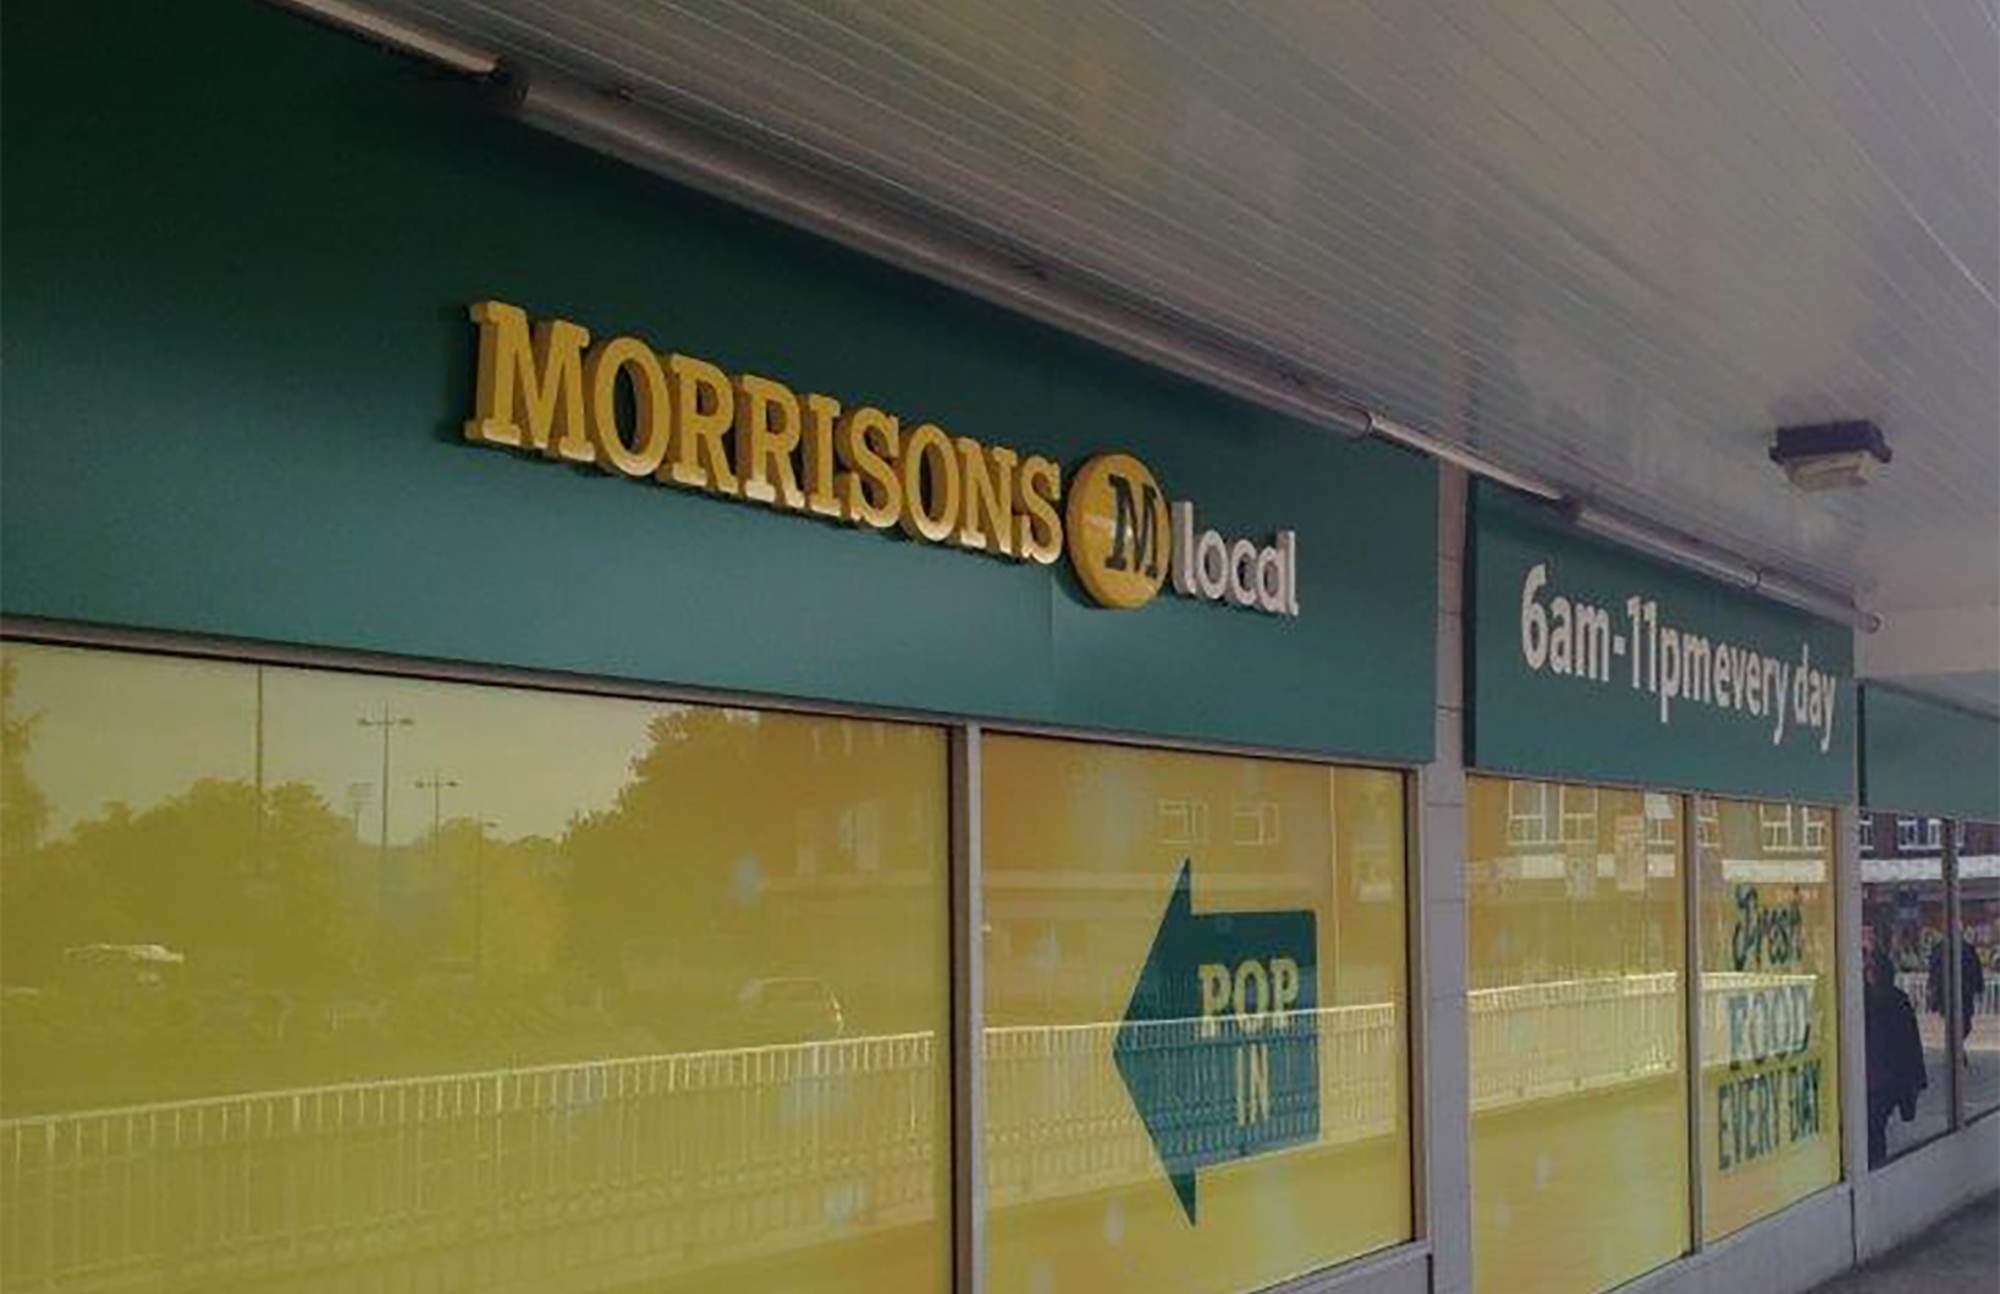 MORRISONS M local
6am-11pm every day
POP
IN
Fresh
FOOD
EVERY DAY